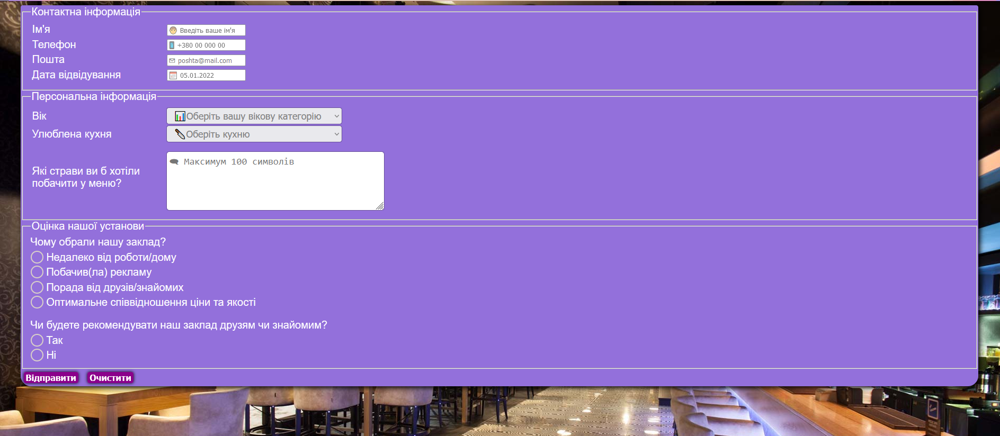 Контактна інформація
Ім'я
Введіть ваше ім'я
Телефон
+380 00 000 00
Пошта
poshta@mail.com
Дата відвідування
05.01.2022
Персональна інформація
Вік
Оберіть вашу вікову категорію
Улюблена кухня
Оберіть кухню
Які страви ви б хотіли
побачити у меню?
Максимум 100 символів
Оцінка нашої установи
Чому обрали нашу заклад?
Недалеко від роботи/дому
Побачив(ла) рекламу
Порада від друзів/знайомих
Оптимальне співвідношення ціни та якості
Чи будете рекомендувати наш заклад друзям чи знайомим?
Так
Ні
Відправити Очистити